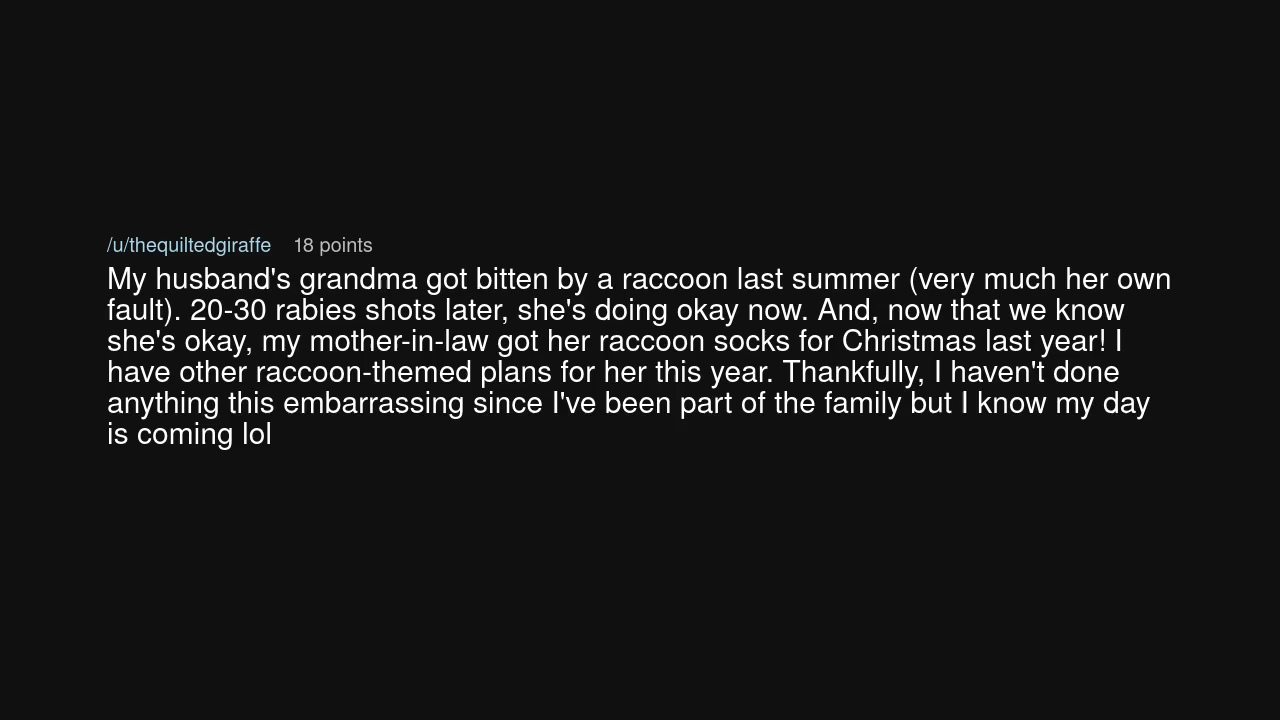 /u/thequiltedgiraffe 18 points
My husband's grandma got bitten by a raccoon last summer (very much her own
fault). 20-30 rabies shots later, she's doing okay now. And, now that we know
she's okay, my mother-in-law got her raccoon socks for Christmas last year! I
have other raccoon-themed plans for her this year. Thankfully, I haven't done
anything this embarrassing since I've been part of the family but I know my day
is coming lol